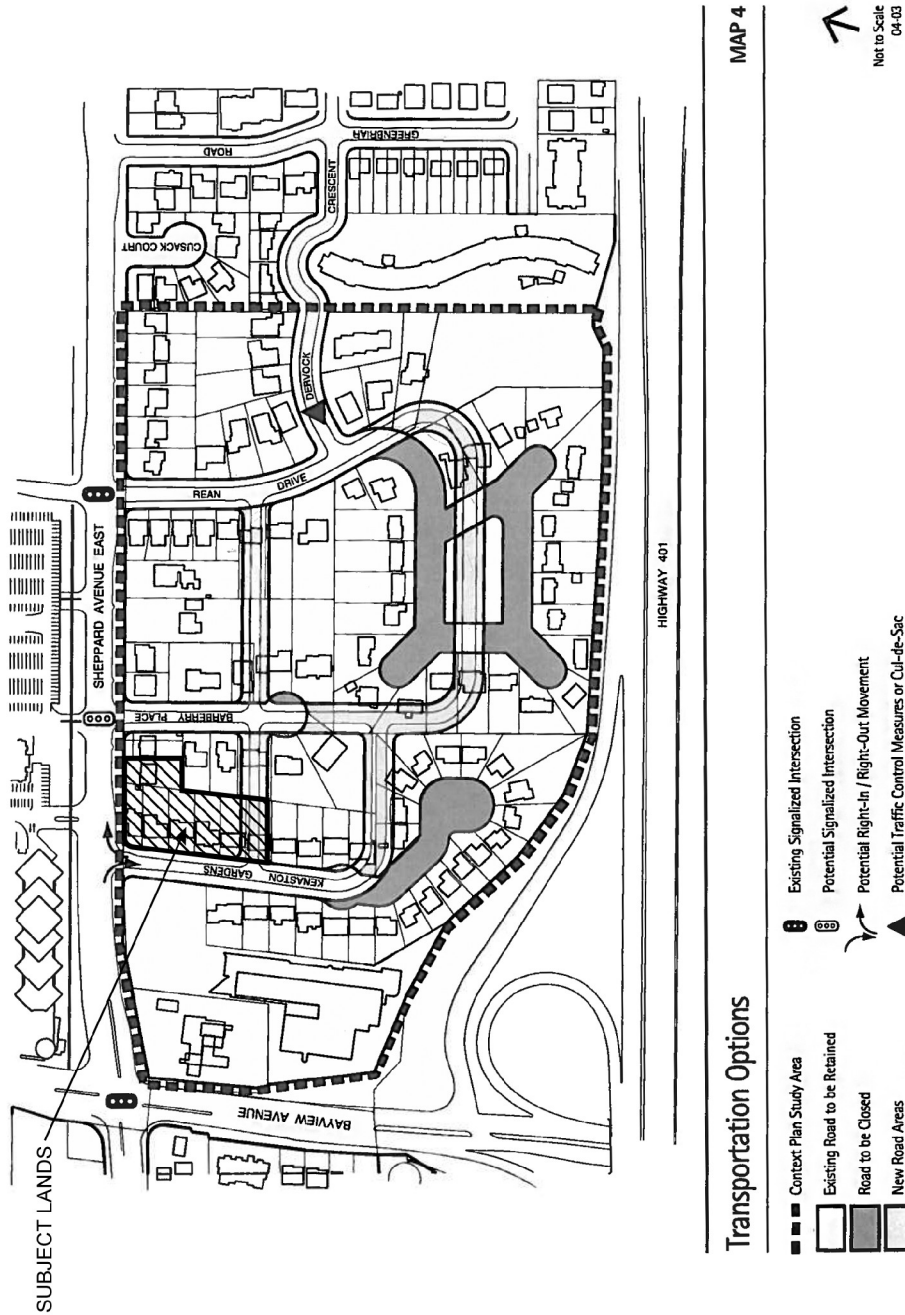 SUBJECT LANDS
SHEPPARD AVENUE EAST
BAYVIEW AVENUE
KENASTON
GARDENS
BARBERRY PLACE
REAN
DRIVE
DERVOCK
CRESCENT
CUSACK COURT
ROAD
GREENBRIAR
HIGHWAY 401
Transportation Options
MAP 4
Context Plan Study Area
Existing Road to be Retained
Road to be Closed
New Road Areas
Existing Signalized Intersection
Potential Signalized Intersection
Potential Right-In / Right-Out Movement
Potential Traffic Control Measures or Cul-de-Sac
Not to Scale
04-03